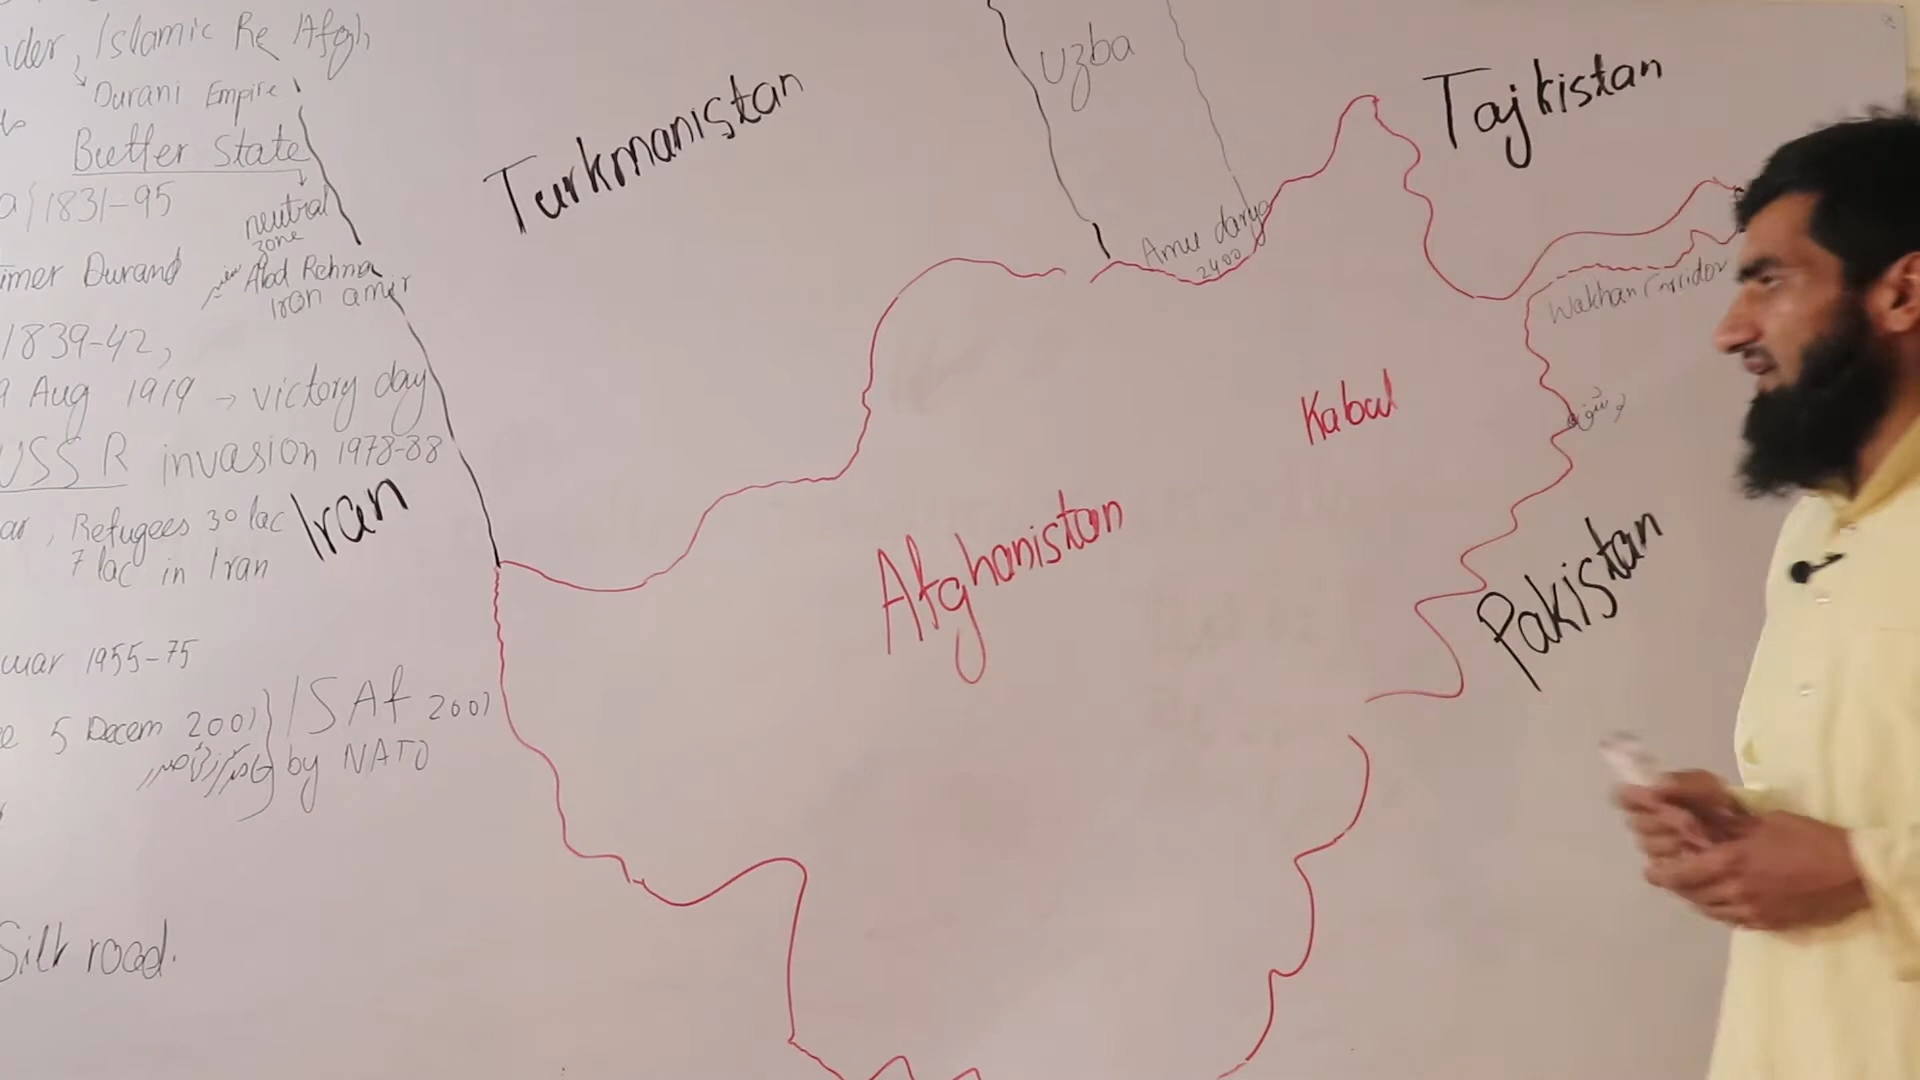 Islamic Re Afgh
Durani Empire
Buffer State
1831-95
neutral
zone
Durand
Abd Rehman
Iron amir
1839-42,
Aug 1919 → victory day
USSR invasion 1978-88
, Refugees 30 lac
7 lac in Iran
Iran
war 1955-75
5 Decem 2001} ISAf 2001
by NATO
Silk road.
Turkmanistan
Uzba
Tajkistan
Amu darya
2400
Wakhan Corridor
Kabul
Afghanistan
Pakistan